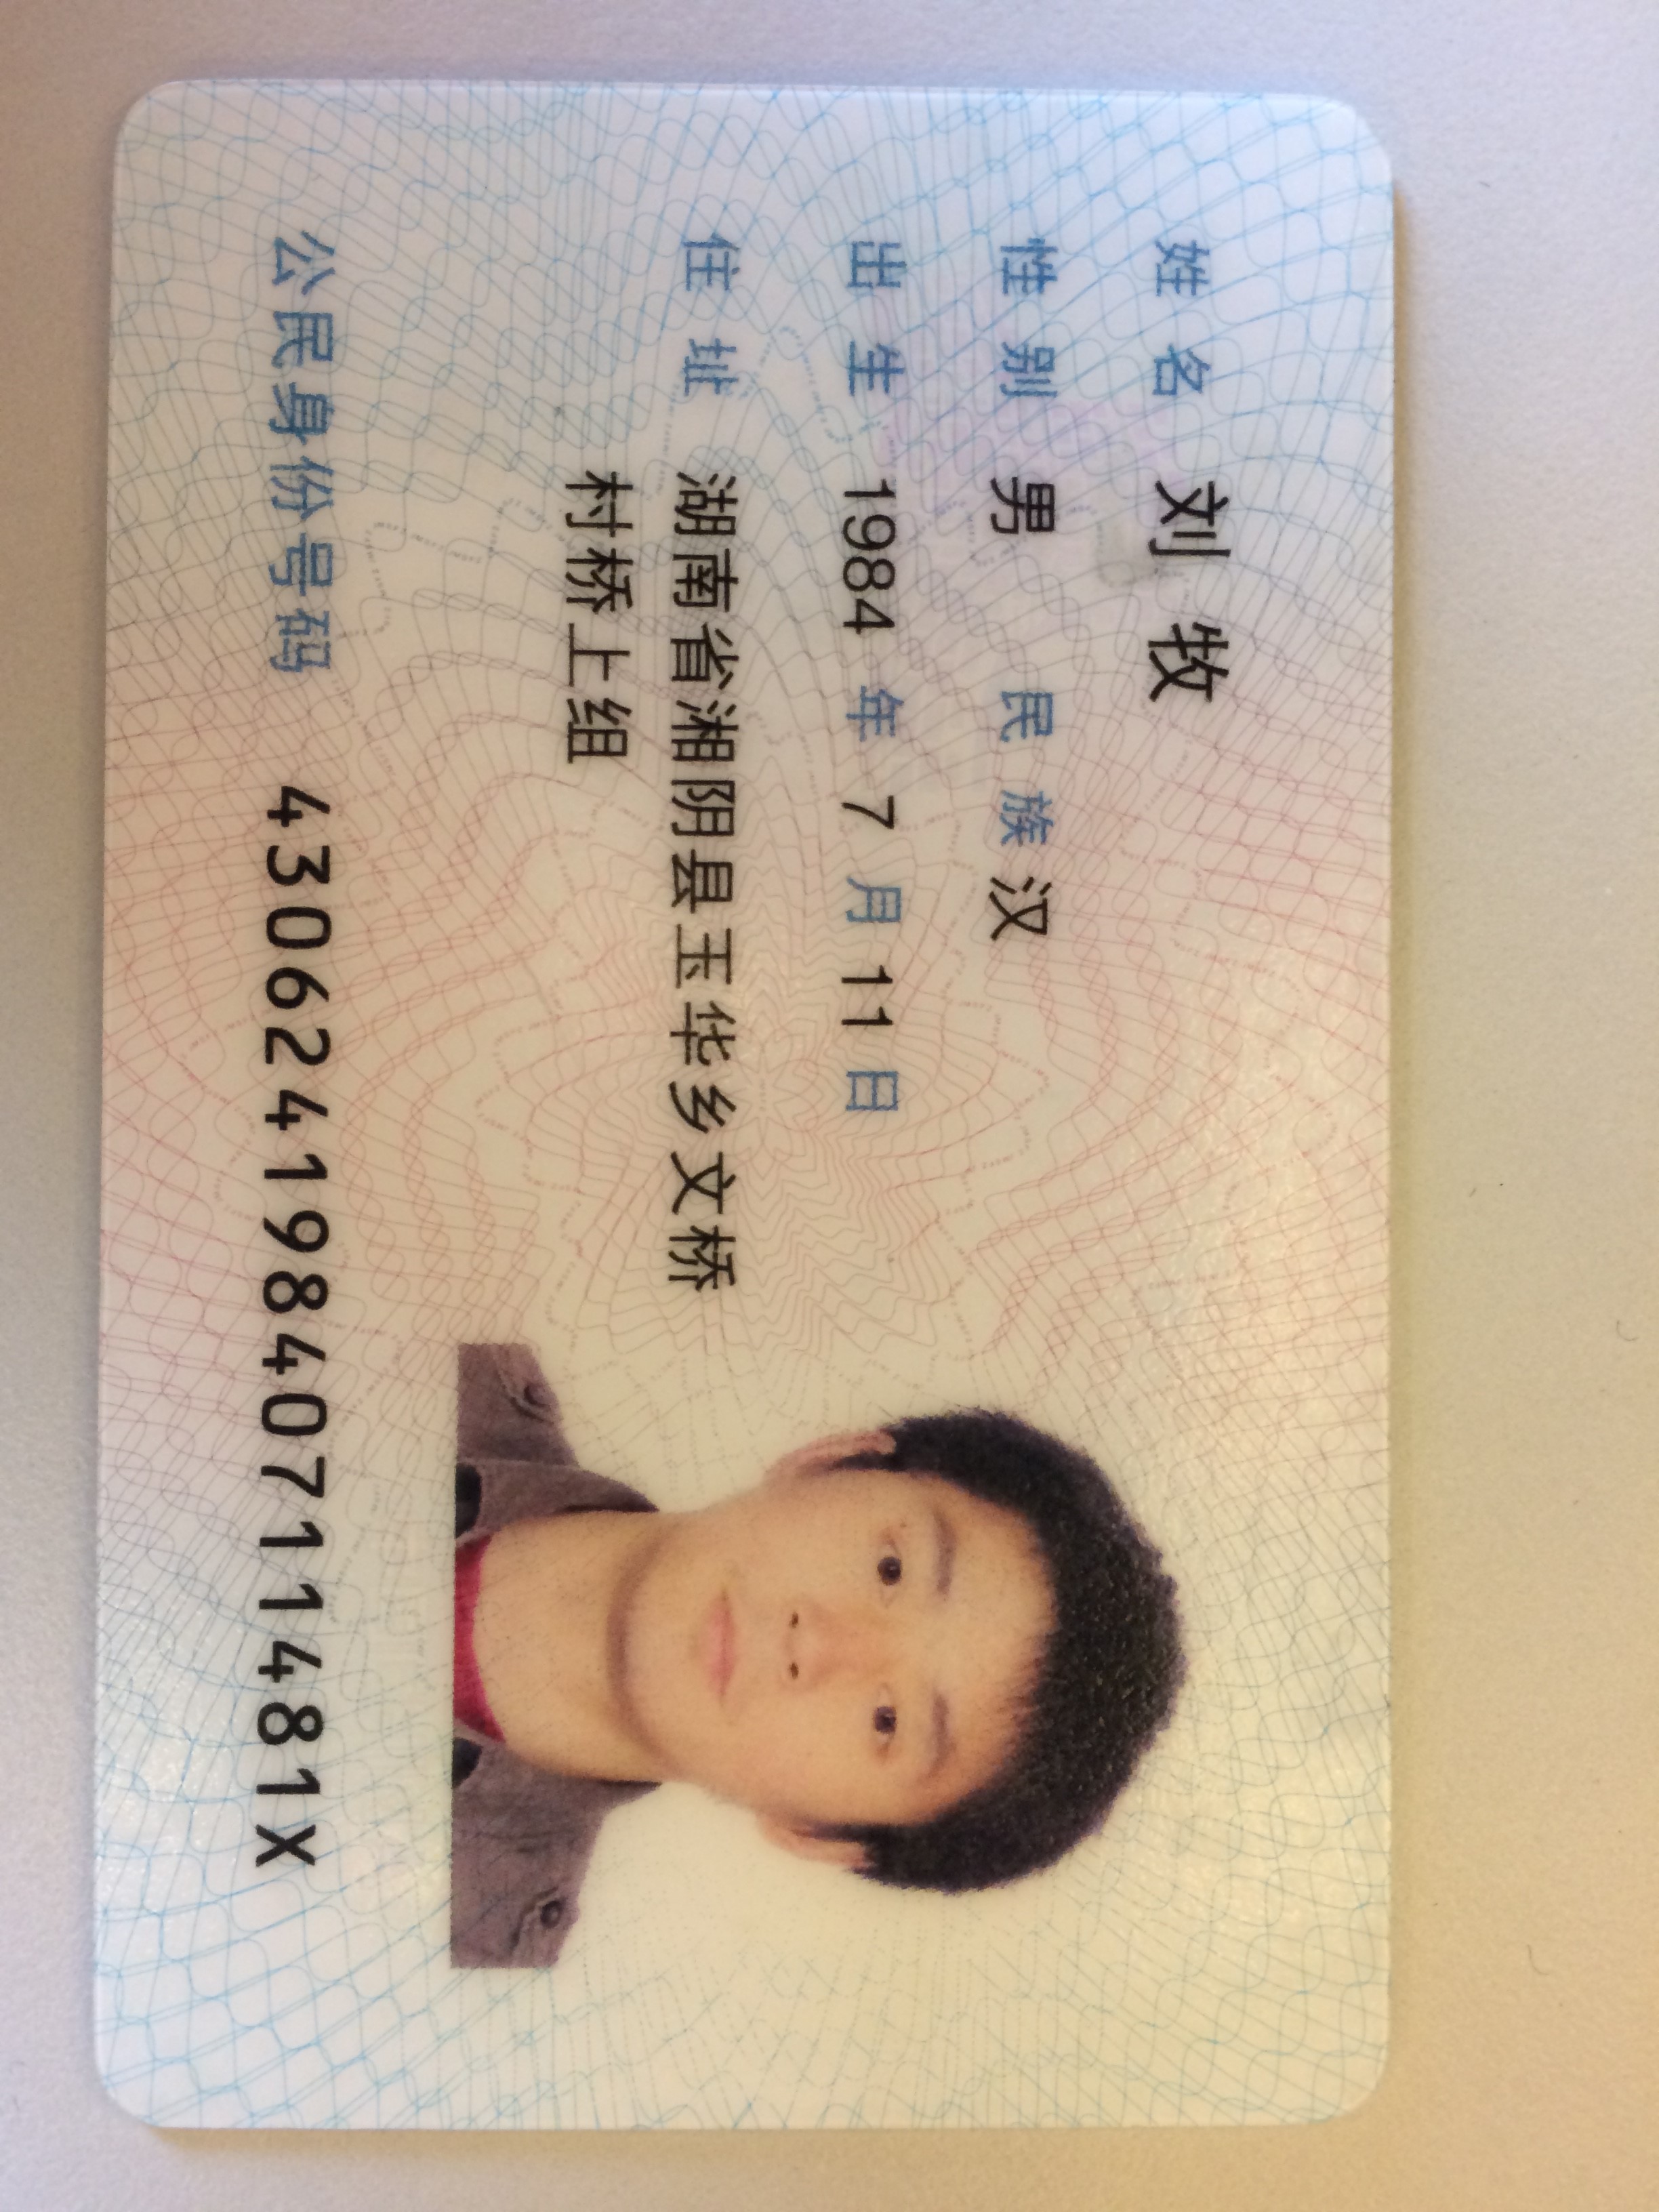 姓名 刘牧
性别 男 民族 汉
出生 1984 年 7 月 11 日
住址 湖南省湘阴县玉华乡文桥
村桥上组
公民身份号码 43062419840711481X